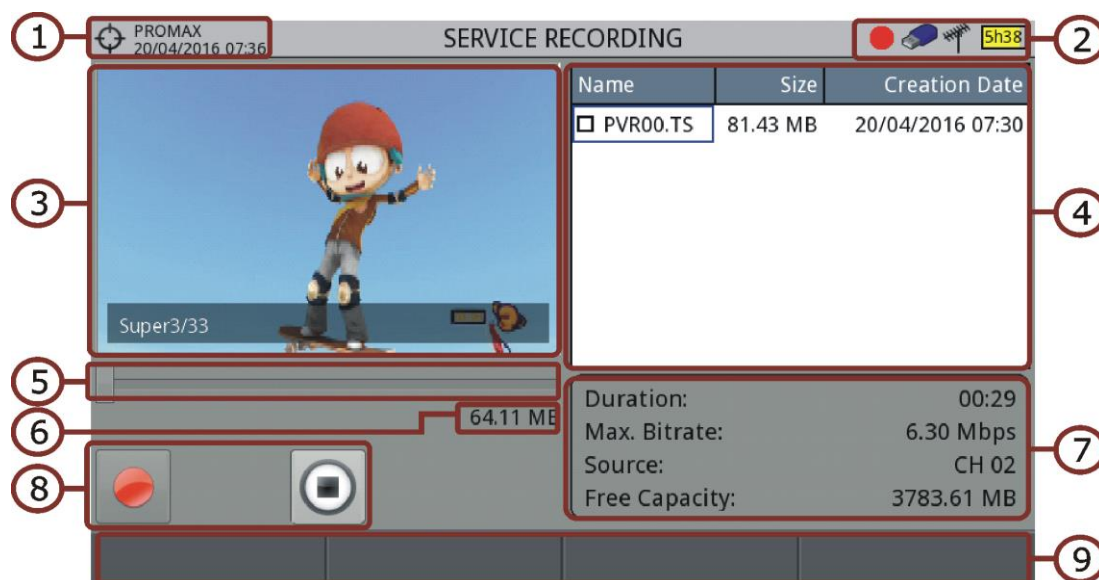 1
PROMAX
20/04/2016 07:36
SERVICE RECORDING
5h38
2
3
Super3/33
Name Size Creation Date
PVR00.TS 81.43 MB 20/04/2016 07:30
4
5
6
64.11 MB
Duration: 00:29
Max. Bitrate: 6.30 Mbps
Source: CH 02
Free Capacity: 3783.61 MB
7
8
9